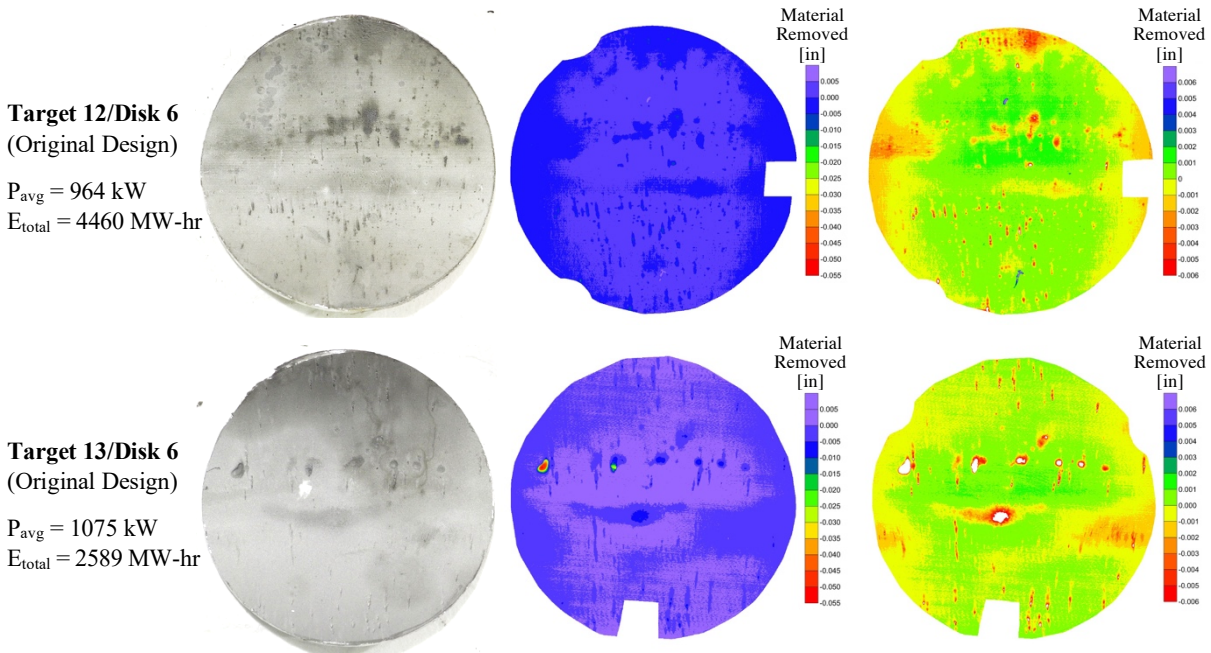 Target 12/Disk 6
(Original Design)
P_avg = 964 kW
E_total = 4460 MW-hr
Material
Removed
[in]
0.005
0.000
-0.005
-0.010
-0.015
-0.020
-0.025
-0.030
-0.035
-0.040
-0.045
-0.050
-0.055
Material
Removed
[in]
0.006
0.005
0.004
0.003
0.002
0.001
0
-0.001
-0.002
-0.003
-0.004
-0.005
-0.006
Target 13/Disk 6
(Original Design)
P_avg = 1075 kW
E_total = 2589 MW-hr
Material
Removed
[in]
0.005
0.000
-0.005
-0.010
-0.015
-0.020
-0.025
-0.030
-0.035
-0.040
-0.045
-0.050
-0.055
Material
Removed
[in]
0.006
0.005
0.004
0.003
0.002
0.001
0.000
-0.001
-0.002
-0.003
-0.004
-0.005
-0.006